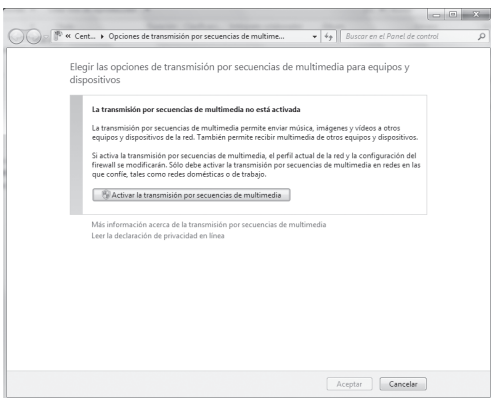 « Cent... ▸ Opciones de transmisión por secuencias de multime...
Buscar en el Panel de control
Elegir las opciones de transmisión por secuencias de multimedia para equipos y
dispositivos
La transmisión por secuencias de multimedia no está activada
La transmisión por secuencias de multimedia permite enviar música, imágenes y vídeos a otros
equipos y dispositivos de la red. También permite recibir multimedia de otros equipos y dispositivos.
Si activa la transmisión por secuencias de multimedia, el perfil actual de la red y la configuración del
firewall se modificarán. Sólo debe activar la transmisión por secuencias de multimedia en redes en las
que confíe, tales como redes domésticas o de trabajo.
Activar la transmisión por secuencias de multimedia
Más información acerca de la transmisión por secuencias de multimedia
Leer la declaración de privacidad en línea
Aceptar
Cancelar